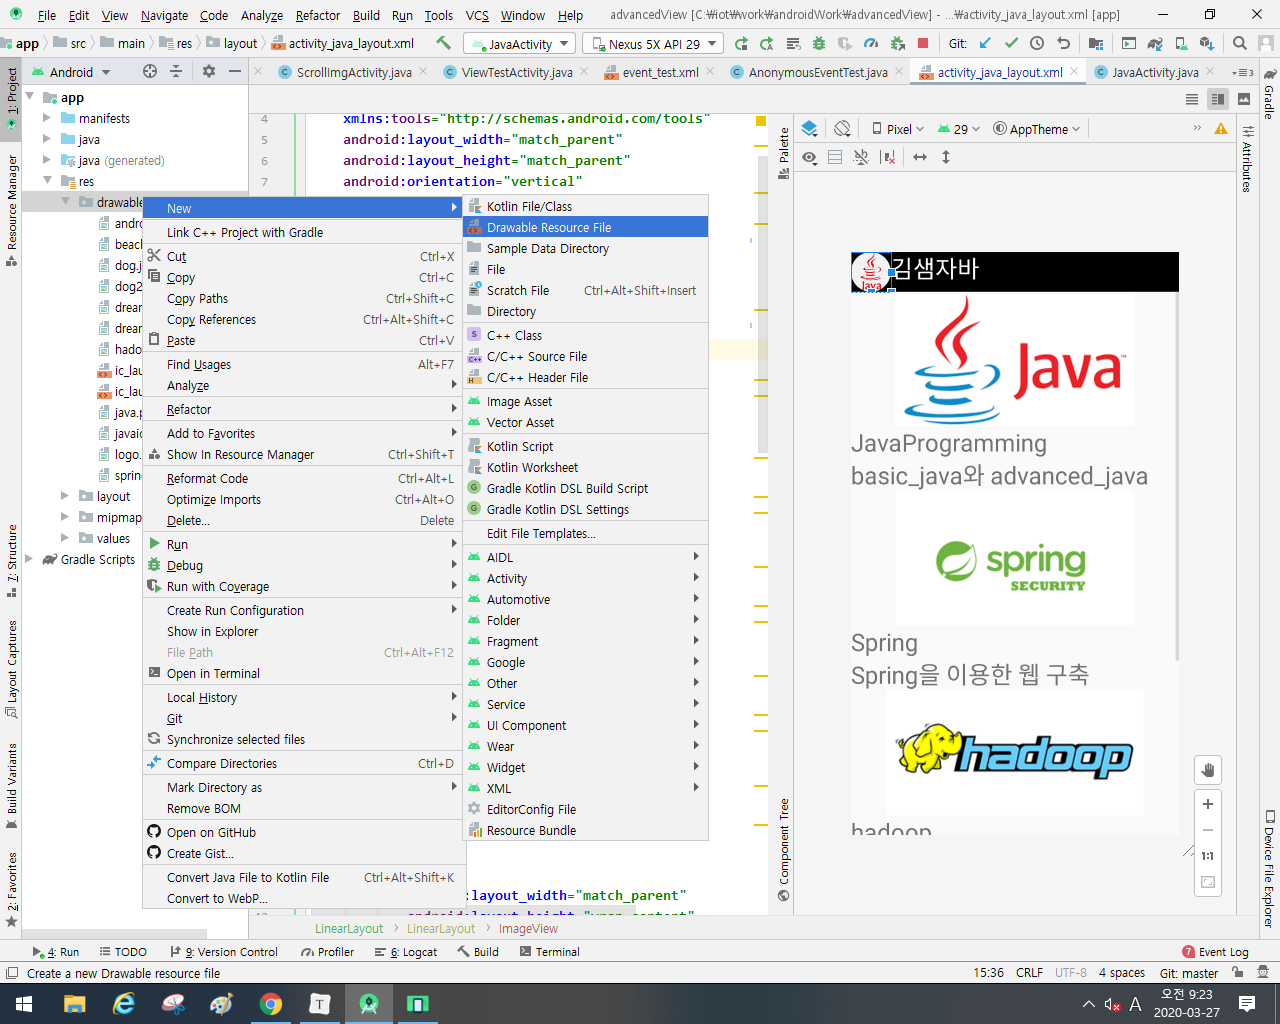 File Edit View Navigate Code Analyze Refactor Build Run Tools VCS Window Help advancedView [C:₩iot₩work₩androidWork₩advancedView] - ...₩activity_java_layout.xml [app]
app src main res layout activity_java_layout.xml JavaActivity Nexus 5X API 29 Git:
Android ScrollImgActivity.java ViewTestActivity.java event_test.xml AnonymousEventTest.java activity_java_layout.xml JavaActivity.java
1: Project
Resource Manager
7: Structure
Layout Captures
Build Variants
2: Favorites
app
manifests
java
java (generated)
res
drawable
andro
beac
dog.j
dog2
drear
drear
hado
ic_lau
ic_lau
java.p
javaic
logo.
spring
layout
mipmap
values
Gradle Scripts
4 xmlns:tools="http://schemas.android.com/tools"
5 android:layout_width="match_parent"
6 android:layout_height="match_parent"
7 android:orientation="vertical"
New
Link C++ Project with Gradle
Cut Ctrl+X
Copy Ctrl+C
Copy Paths Ctrl+Shift+C
Copy References Ctrl+Alt+Shift+C
Paste Ctrl+V
Find Usages Alt+F7
Analyze
Refactor
Add to Favorites
Show In Resource Manager Ctrl+Shift+T
Reformat Code Ctrl+Alt+L
Optimize Imports Ctrl+Alt+O
Delete... Delete
Run
Debug
Run with Coverage
Create Run Configuration
Show in Explorer
File Path Ctrl+Alt+F12
Open in Terminal
Local History
Git
Synchronize selected files
Compare Directories Ctrl+D
Mark Directory as
Remove BOM
Open on GitHub
Create Gist...
Convert Java File to Kotlin File Ctrl+Alt+Shift+K
Convert to WebP...
Kotlin File/Class
Drawable Resource File
Sample Data Directory
File
Scratch File Ctrl+Alt+Shift+Insert
Directory
C++ Class
C/C++ Source File
C/C++ Header File
Image Asset
Vector Asset
Kotlin Script
Kotlin Worksheet
Gradle Kotlin DSL Build Script
Gradle Kotlin DSL Settings
Edit File Templates...
AIDL
Activity
Automotive
Folder
Fragment
Google
Other
Service
UI Component
Wear
Widget
XML
EditorConfig File
Resource Bundle
:layout_width="match_parent"
LinearLayout LinearLayout ImageView
Palette
Component Tree
Pixel 29 AppTheme
Java
김샘자바
Java™
JavaProgramming
basic_java와 advanced_java
spring
SECURITY
Spring
Spring을 이용한 웹 구축
hadoop
hadoop
1:1
Gradle
Attributes
Device File Explorer
4: Run TODO 9: Version Control Profiler 6: Logcat Build Terminal 7 Event Log
Create a new Drawable resource file 15:36 CRLF UTF-8 4 spaces Git: master
T A 오전 9:23
2020-03-27